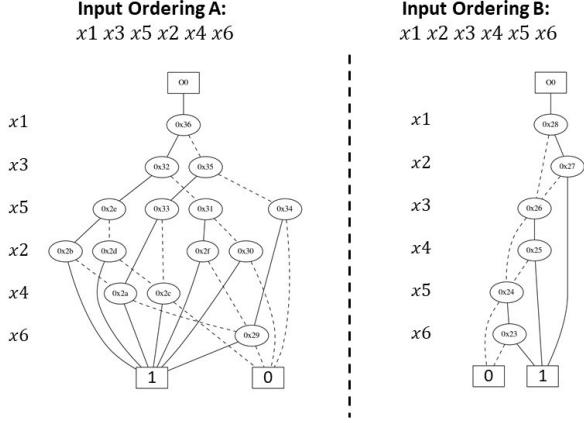 Input Ordering A:
x1 x3 x5 x2 x4 x6
O0
x1
0x36
x3
0x32 0x35
x5
0x2e 0x33 0x31 0x34
x2
0x2b 0x2d 0x2f 0x30
x4
0x2a 0x2c
x6
0x29
1 0
Input Ordering B:
x1 x2 x3 x4 x5 x6
O0
x1
0x28
x2
0x27
x3
0x26
x4
0x25
x5
0x24
x6
0x23
0 1